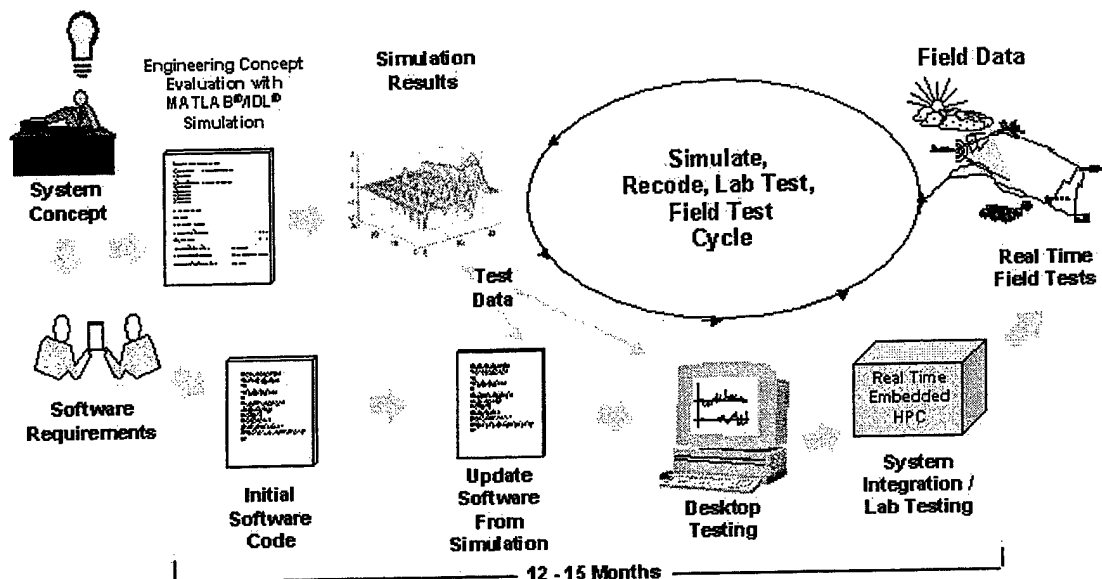 Engineering Concept
Evaluation with
MATLAB®/IDL®
Simulation
Simulation
Results
Field Data
System
Concept
Simulate,
Recode, Lab Test,
Field Test
Cycle
Test
Data
Real Time
Field Tests
Software
Requirements
Initial
Software
Code
Update
Software
From
Simulation
Desktop
Testing
Real Time
Embedded
HPC
System
Integration /
Lab Testing
12 - 15 Months